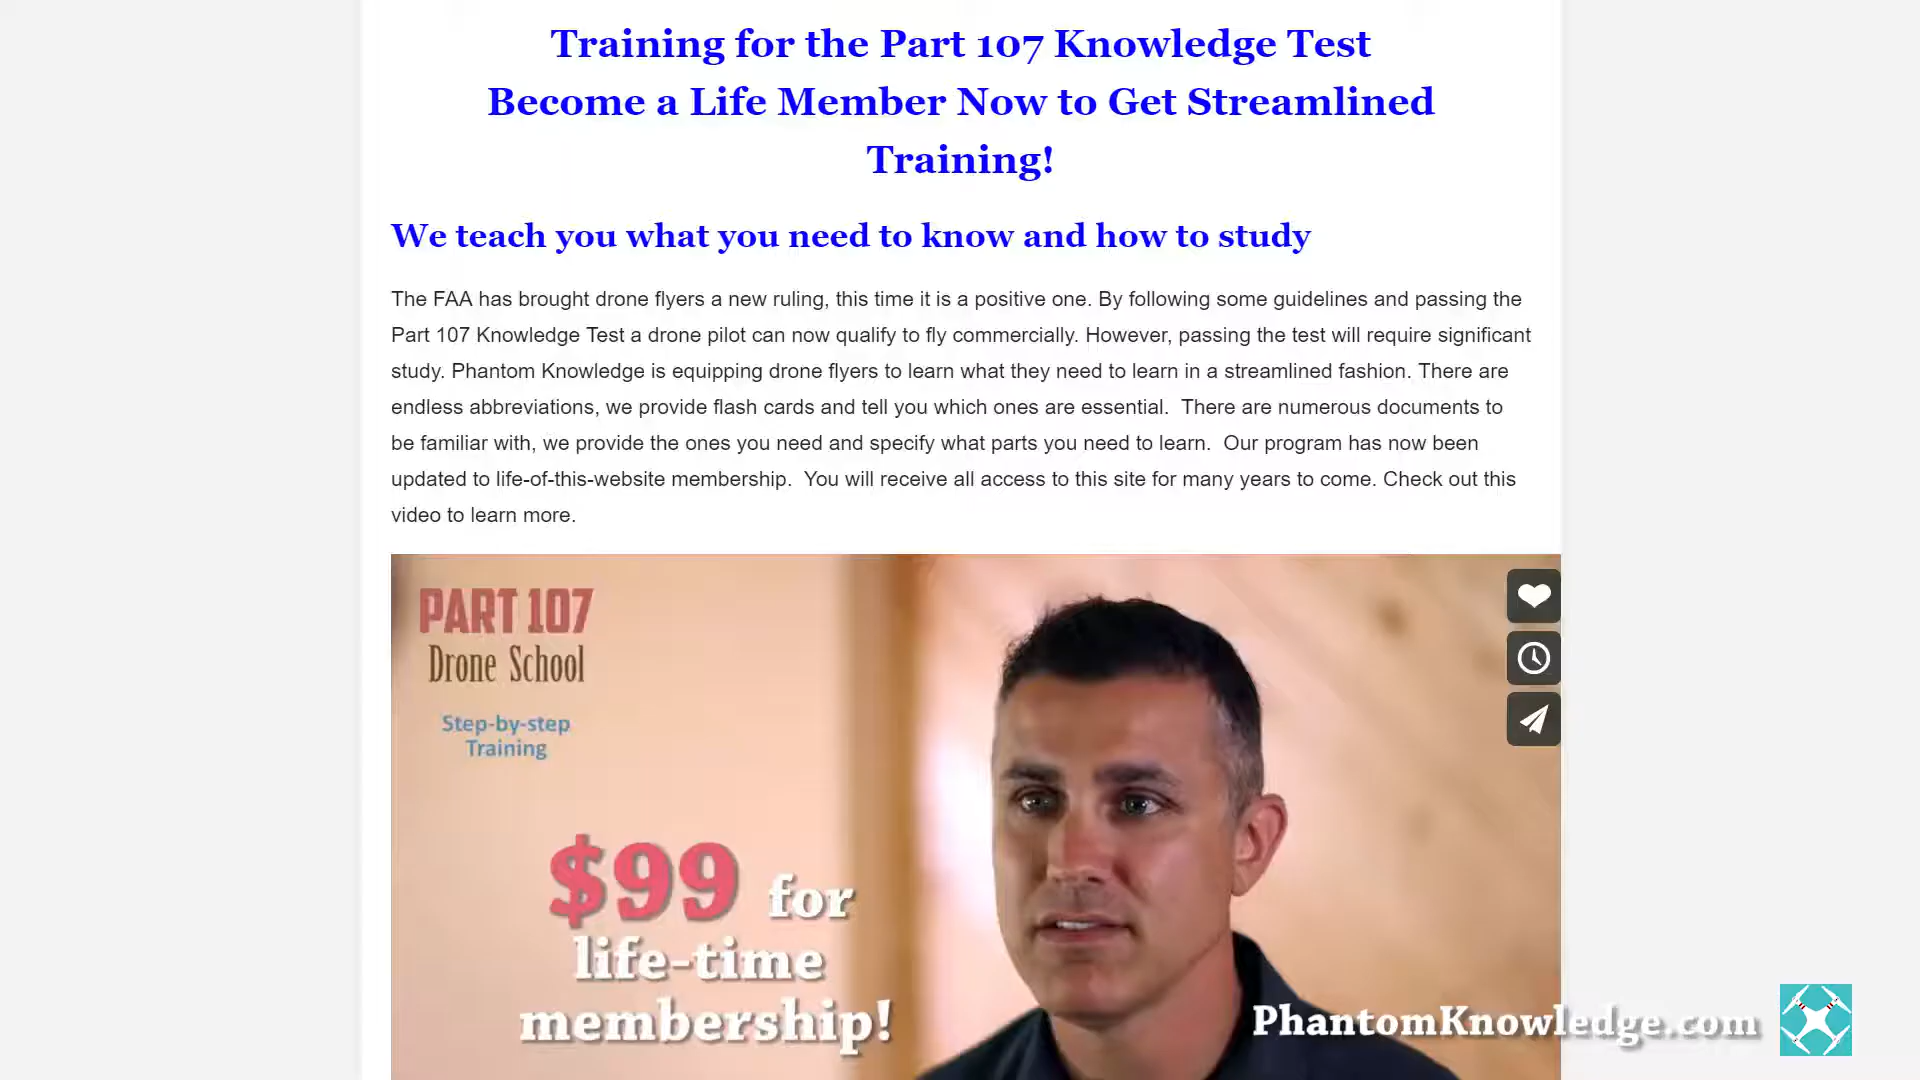 Training for the Part 107 Knowledge Test
Become a Life Member Now to Get Streamlined
Training!
We teach you what you need to know and how to study
The FAA has brought drone flyers a new ruling, this time it is a positive one. By following some guidelines and passing the
Part 107 Knowledge Test a drone pilot can now qualify to fly commercially. However, passing the test will require significant
study. Phantom Knowledge is equipping drone flyers to learn what they need to learn in a streamlined fashion. There are
endless abbreviations, we provide flash cards and tell you which ones are essential.  There are numerous documents to
be familiar with, we provide the ones you need and specify what parts you need to learn.  Our program has now been
updated to life-of-this-website membership.  You will receive all access to this site for many years to come. Check out this
video to learn more.
PART 107
Drone School
Step-by-step
Training
$99 for
life-time
membership!
PhantomKnowledge.com